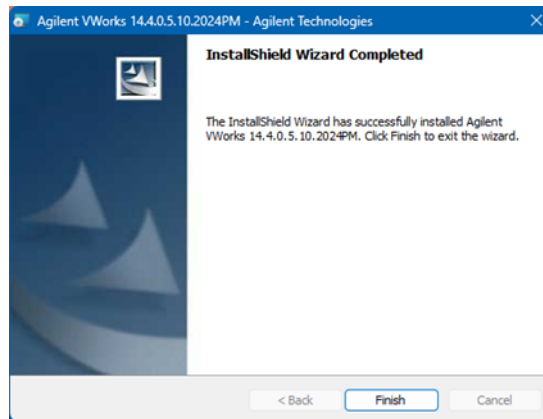 Agilent VWorks 14.4.0.5.10.2024PM - Agilent Technologies
InstallShield Wizard Completed
The InstallShield Wizard has successfully installed Agilent
VWorks 14.4.0.5.10.2024PM. Click Finish to exit the wizard.
< Back
Finish
Cancel